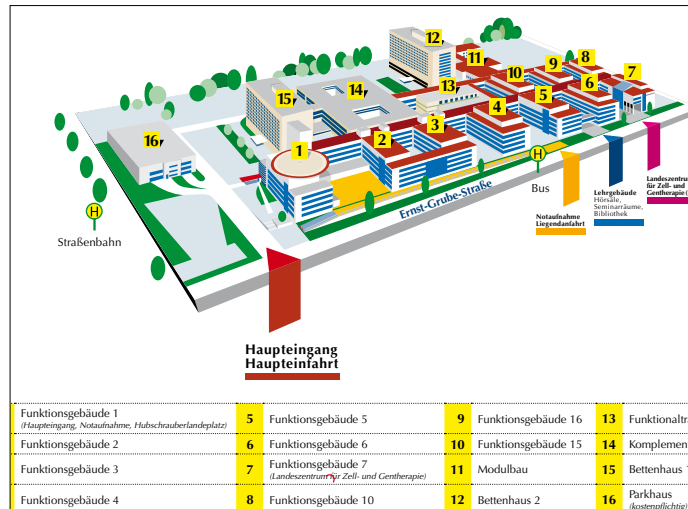 12
11
8
9
7
10
6
13
14
15
5
4
3
16
2
1
H
Straßenbahn
H
Bus
Ernst-Grube-Straße
Notaufnahme
Liegendanfahrt
Lehrgebäude
Hörsäle,
Seminarräume,
Bibliothek
Landeszentrum
für Zell- und
Gentherapie (
Haupteingang
Haupteinfahrt
Funktionsgebäude 1
(Haupteingang, Notaufnahme, Hubschrauberlandeplatz)
5 Funktionsgebäude 5
9 Funktionsgebäude 16
13 Funktionaltra
Funktionsgebäude 2
6 Funktionsgebäude 6
10 Funktionsgebäude 15
14 Komplemen
Funktionsgebäude 3
7 Funktionsgebäude 7
(Landeszentrum für Zell- und Gentherapie)
11 Modulbau
15 Bettenhaus 1
Funktionsgebäude 4
8 Funktionsgebäude 10
12 Bettenhaus 2
16 Parkhaus
(kostenpflichtig)